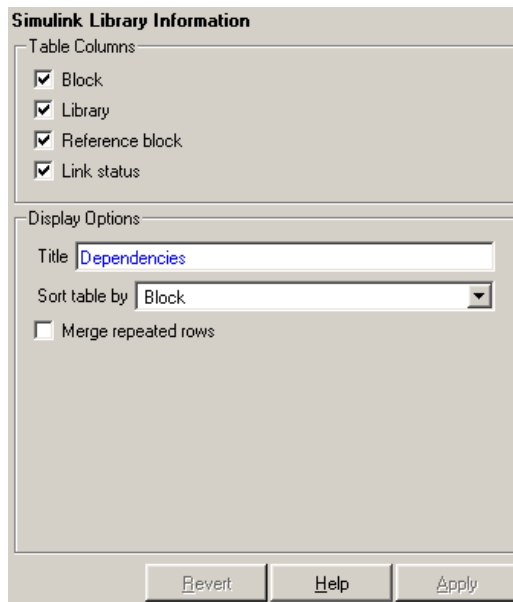 Simulink Library Information
Table Columns
Block
Library
Reference block
Link status
Display Options
Title Dependencies
Sort table by Block
Merge repeated rows
Revert Help Apply